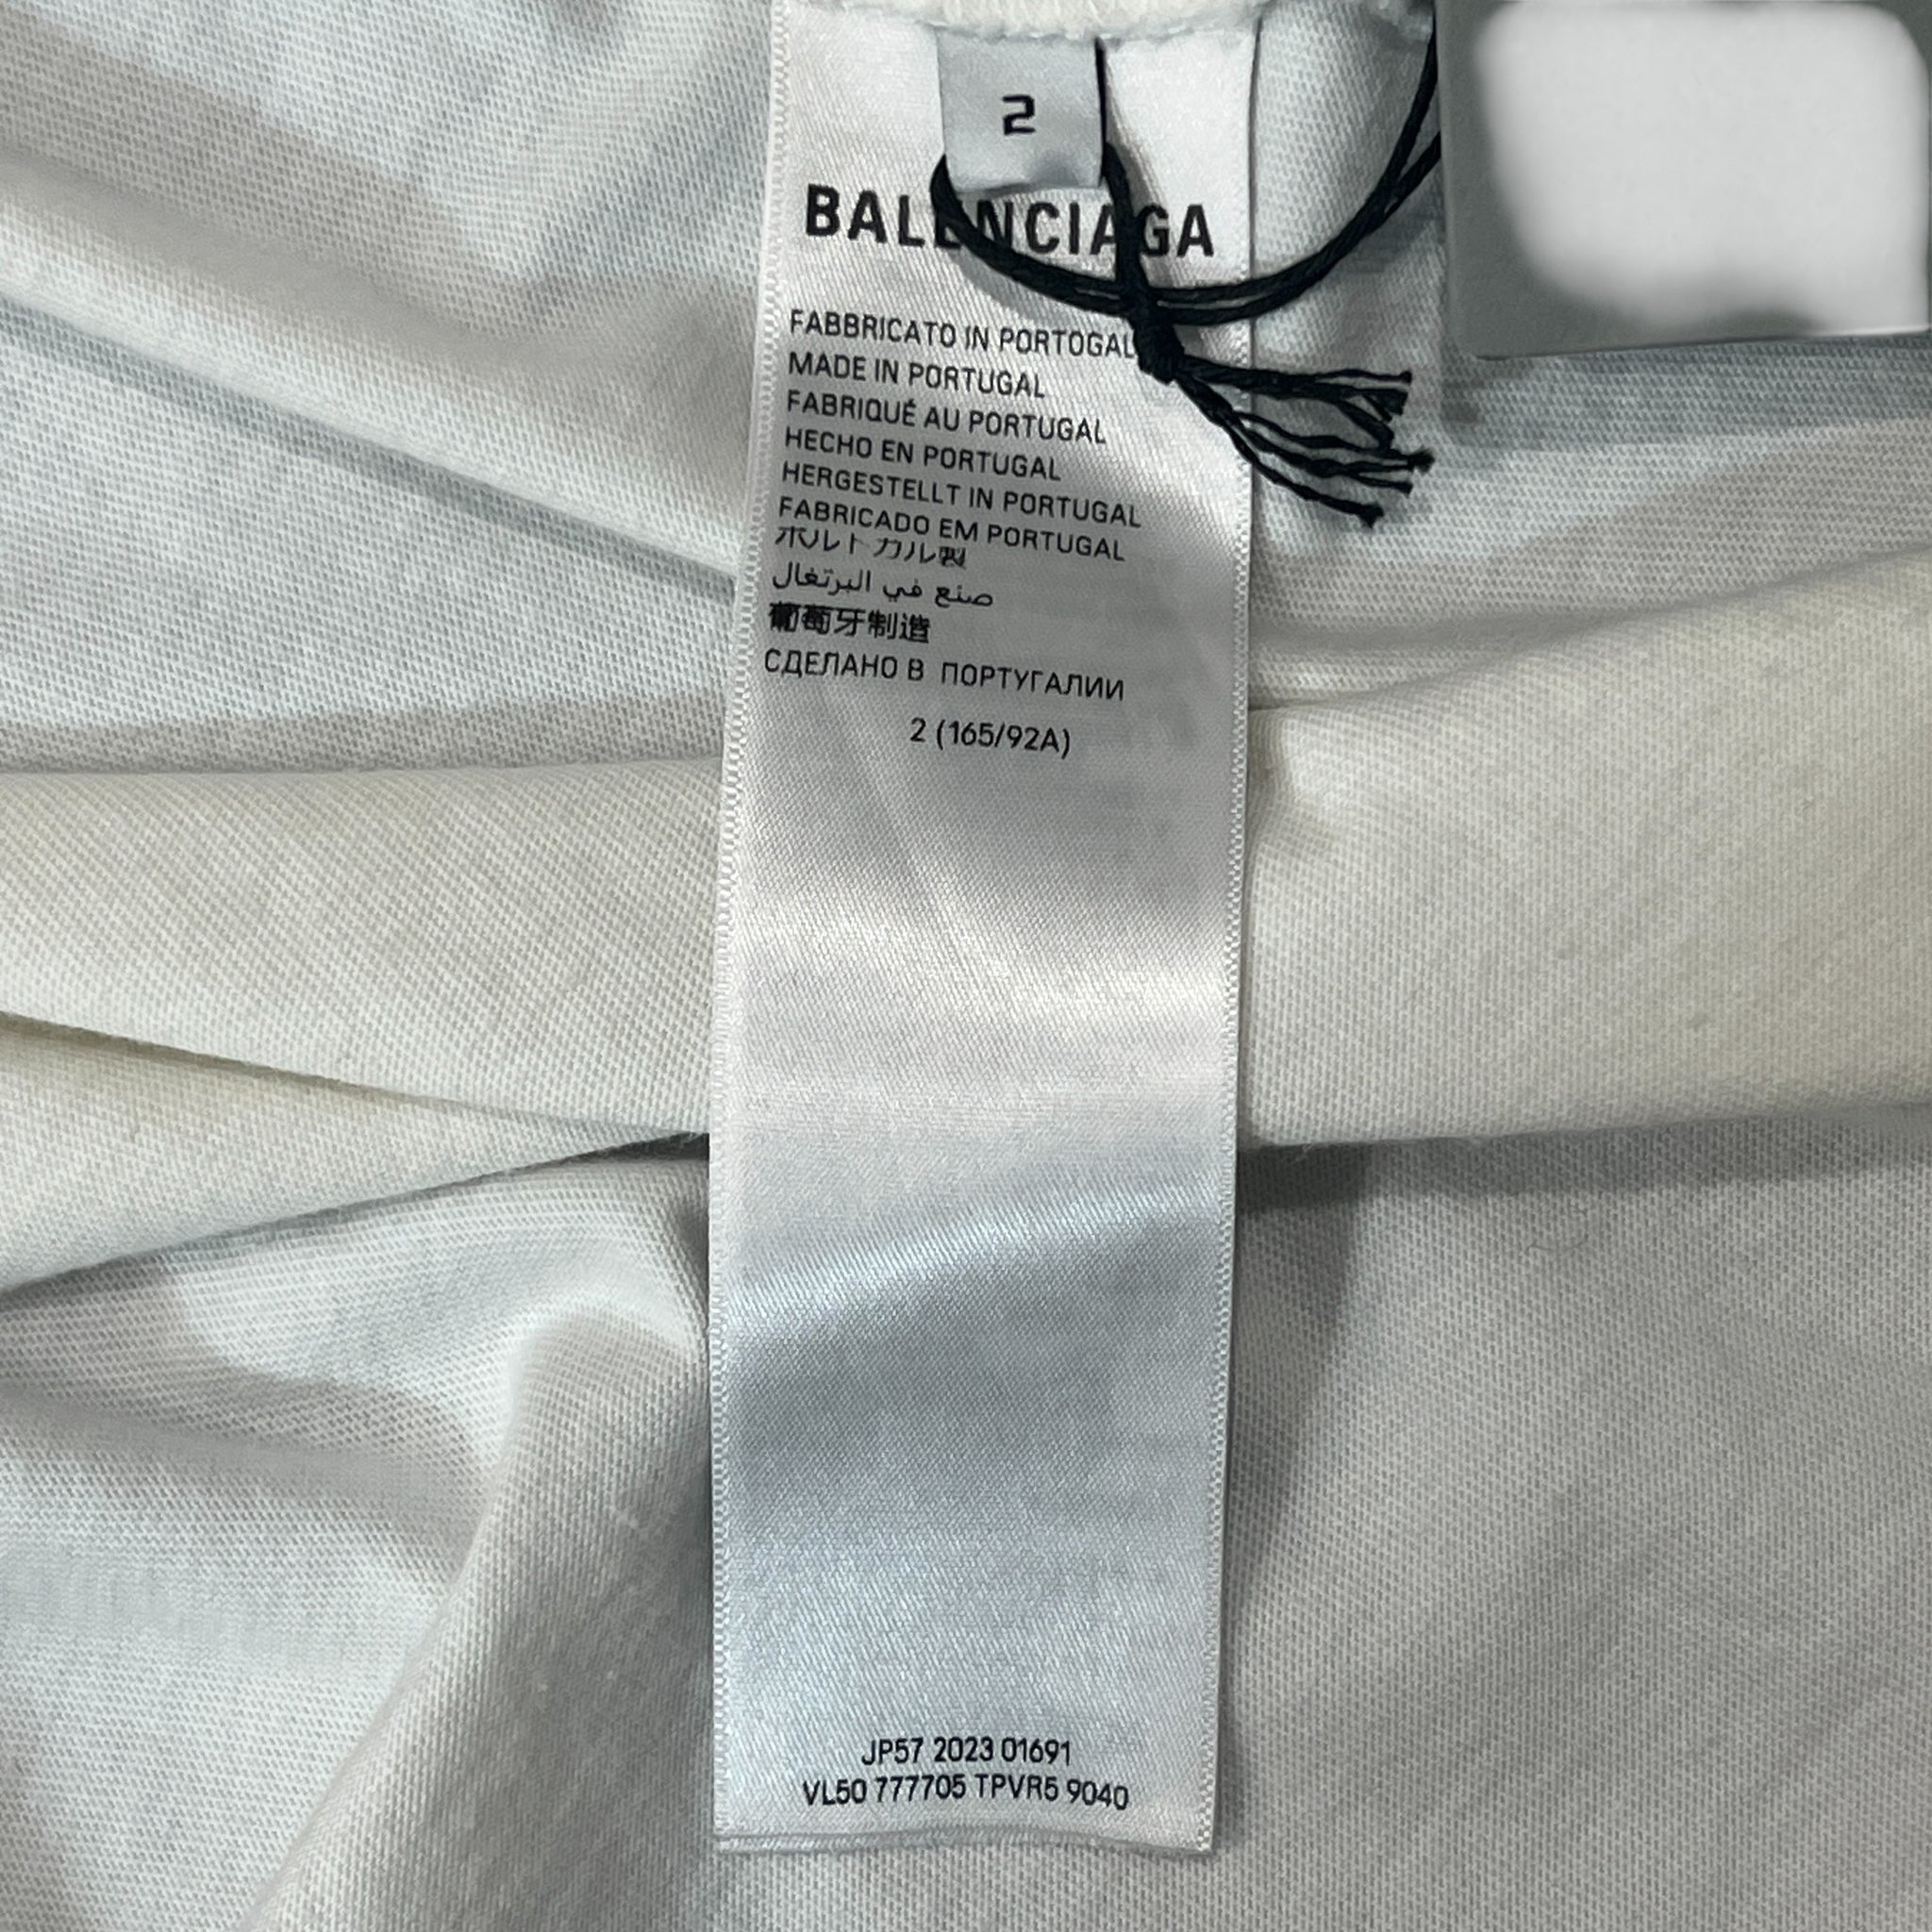 2
BALENCIAGA
FABBRICATO IN PORTOGAL
MADE IN PORTUGAL
FABRIQUÉ AU PORTUGAL
HECHO EN PORTUGAL
HERGESTELLT IN PORTUGAL
FABRICADO EM PORTUGAL
ポルトガル製
صنع في البرتغال
葡萄牙制造
СДЕЛАНО В ПОРТУГАЛИИ
2 (165/92A)
JP57 2023 01691
VL50 777705 TPVR5 9040